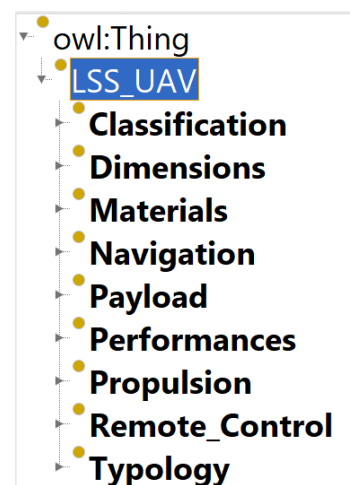 owl:Thing
LSS_UAV
Classification
Dimensions
Materials
Navigation
Payload
Performances
Propulsion
Remote_Control
Typology